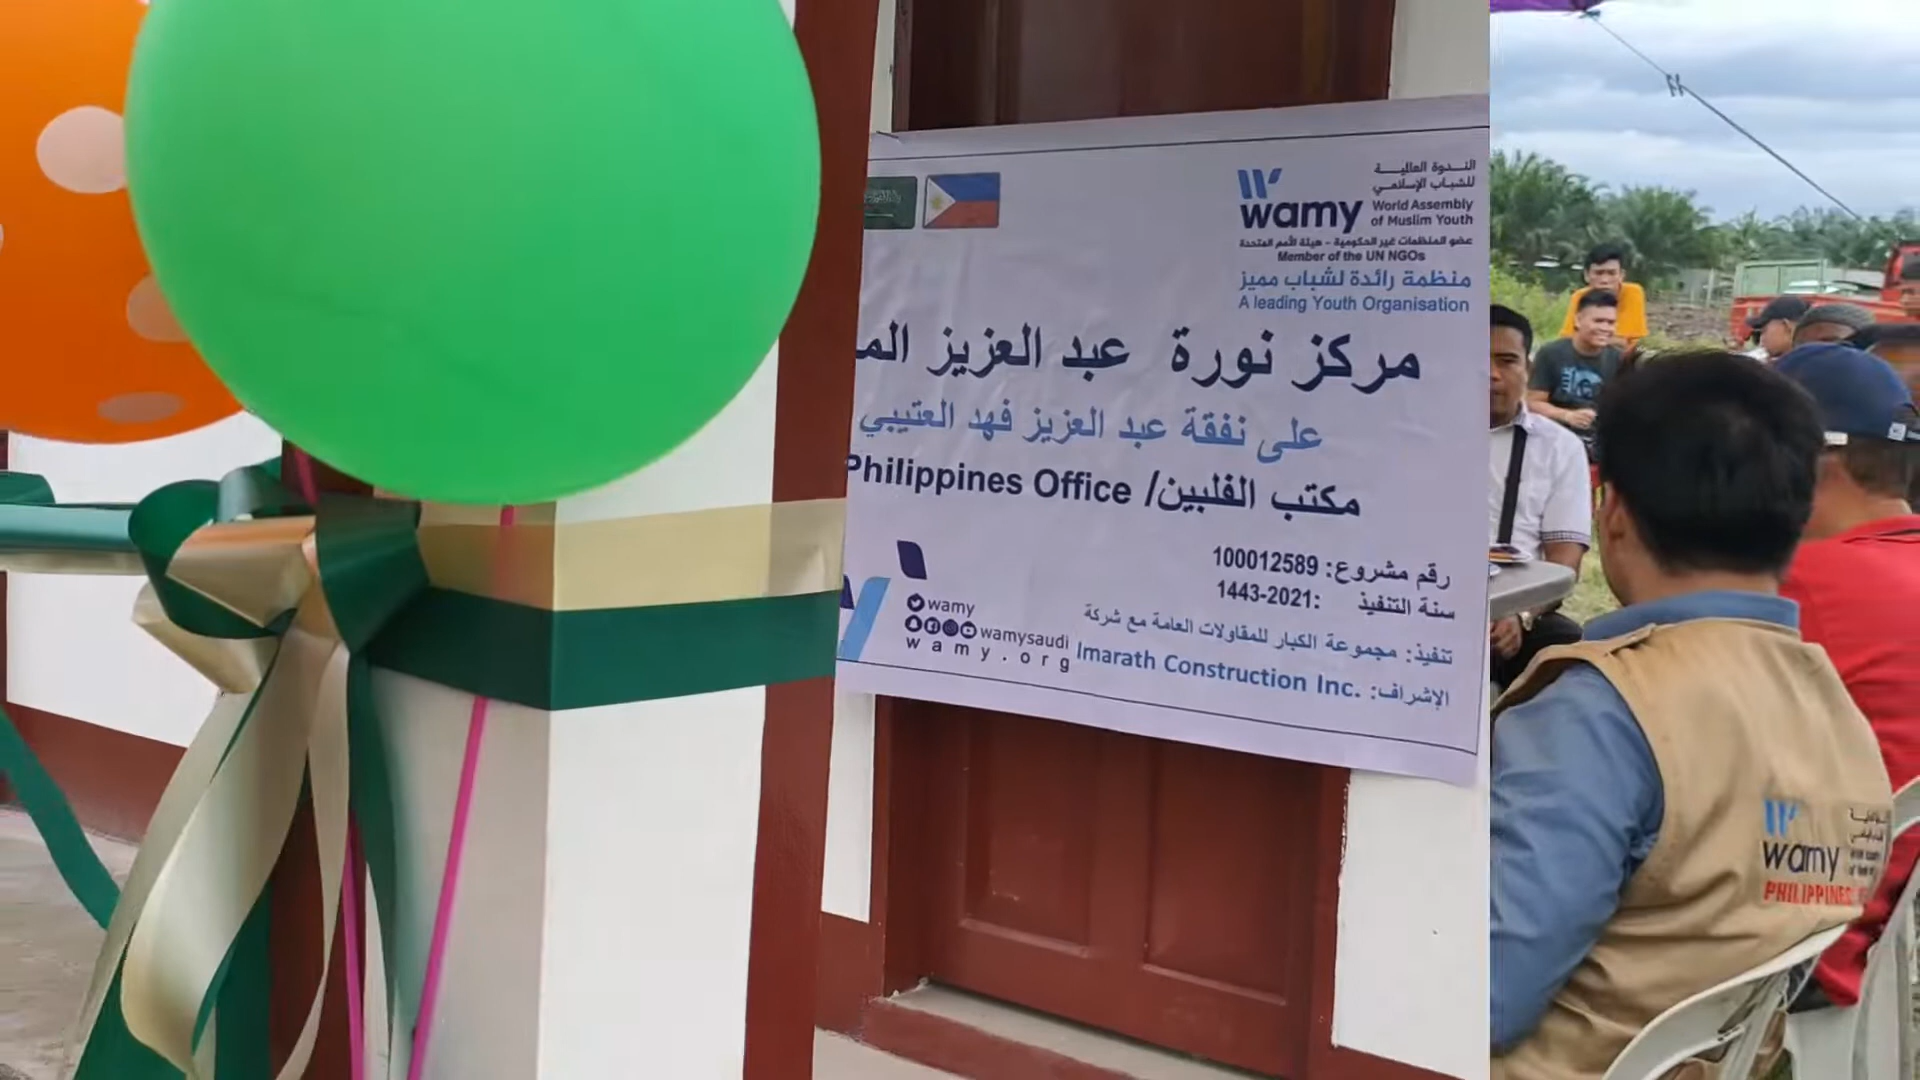 الندوة العالمية
للشباب الإسلامي
wamy
World Assembly
of Muslim Youth
عضو المنظمات غير الحكومية - هيئة الأمم المتحدة
Member of the UN NGOs
منظمة رائدة لشباب مميز
A leading Youth Organisation
مركز نورة عبد العزيز
على نفقة عبد العزيز فهد العتيبي
مكتب الفلبين/ Philippines Office
رقم مشروع: 100012589
سنة التنفيذ :1443-2021
تنفيذ: مجموعة الكبار للمقاولات العامة مع شركة
الإشراف: Imarath Construction Inc.
wamy
wamysaudi
wamy.org
wamy
PHILIPPINES